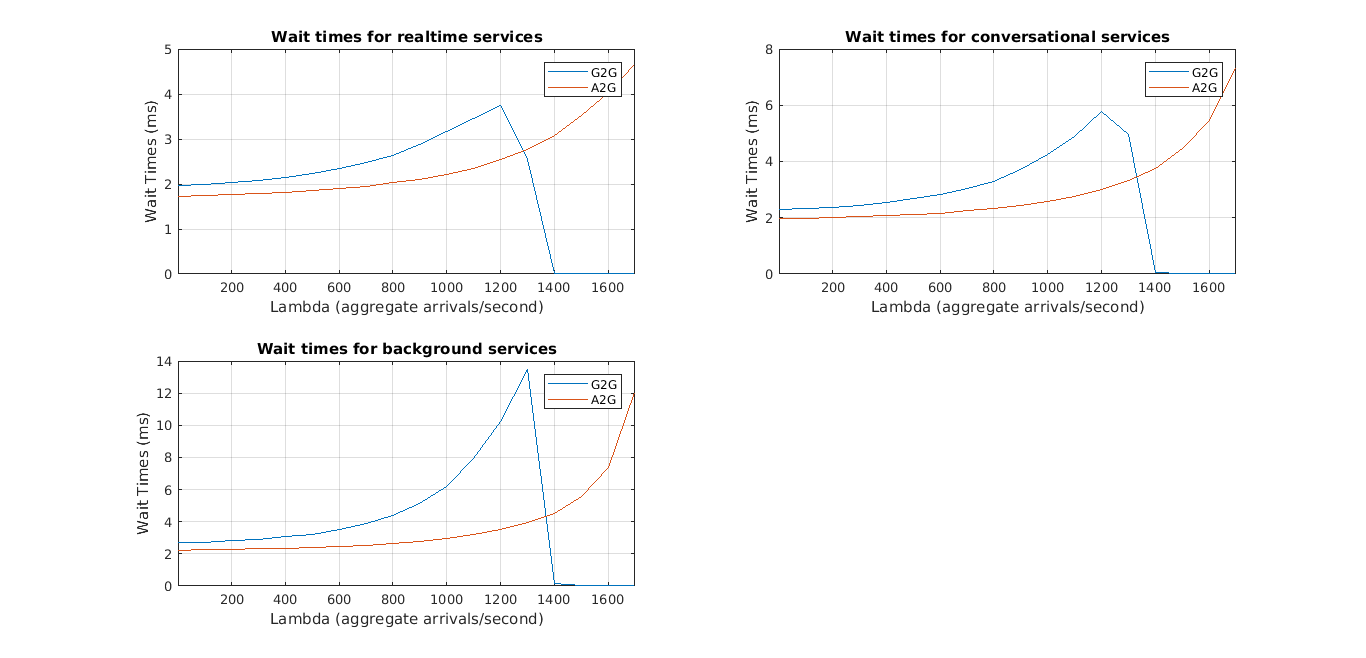 Wait times for realtime services
5
4
3
2
1
0
Wait Times (ms)
G2G
A2G
200 400 600 800 1000 1200 1400 1600
Lambda (aggregate arrivals/second)
Wait times for conversational services
8
6
4
2
0
Wait Times (ms)
G2G
A2G
200 400 600 800 1000 1200 1400 1600
Lambda (aggregate arrivals/second)
Wait times for background services
14
12
10
8
6
4
2
0
Wait Times (ms)
G2G
A2G
200 400 600 800 1000 1200 1400 1600
Lambda (aggregate arrivals/second)